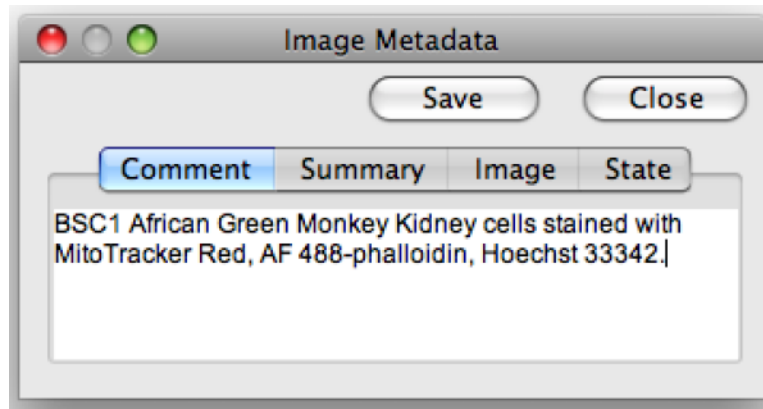 Image Metadata
Save Close
Comment Summary Image State
BSC1 African Green Monkey Kidney cells stained with
MitoTracker Red, AF 488-phalloidin, Hoechst 33342.